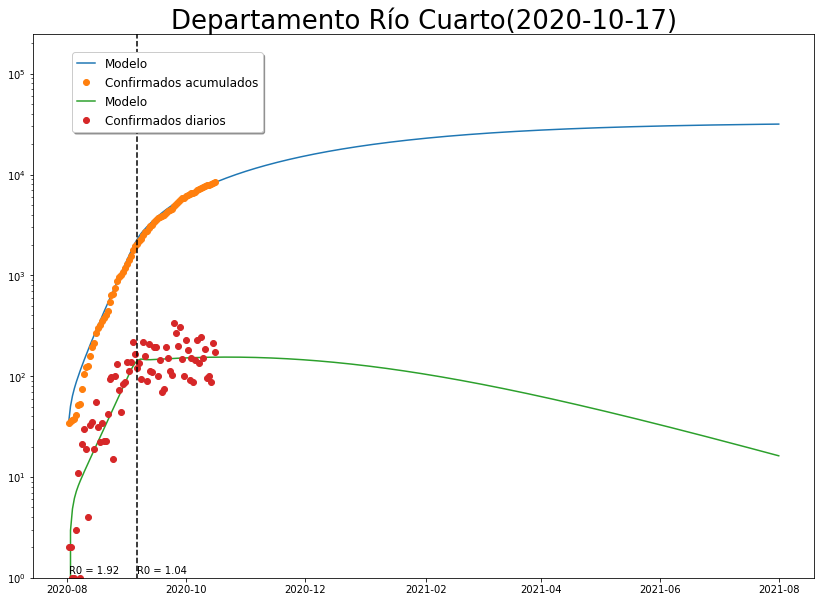 Departamento Río Cuarto(2020-10-17)
Modelo
Confirmados acumulados
Modelo
Confirmados diarios
10^5
10^4
10^3
10^2
10^1
10^0
R0 = 1.92
R0 = 1.04
2020-08
2020-10
2020-12
2021-02
2021-04
2021-06
2021-08